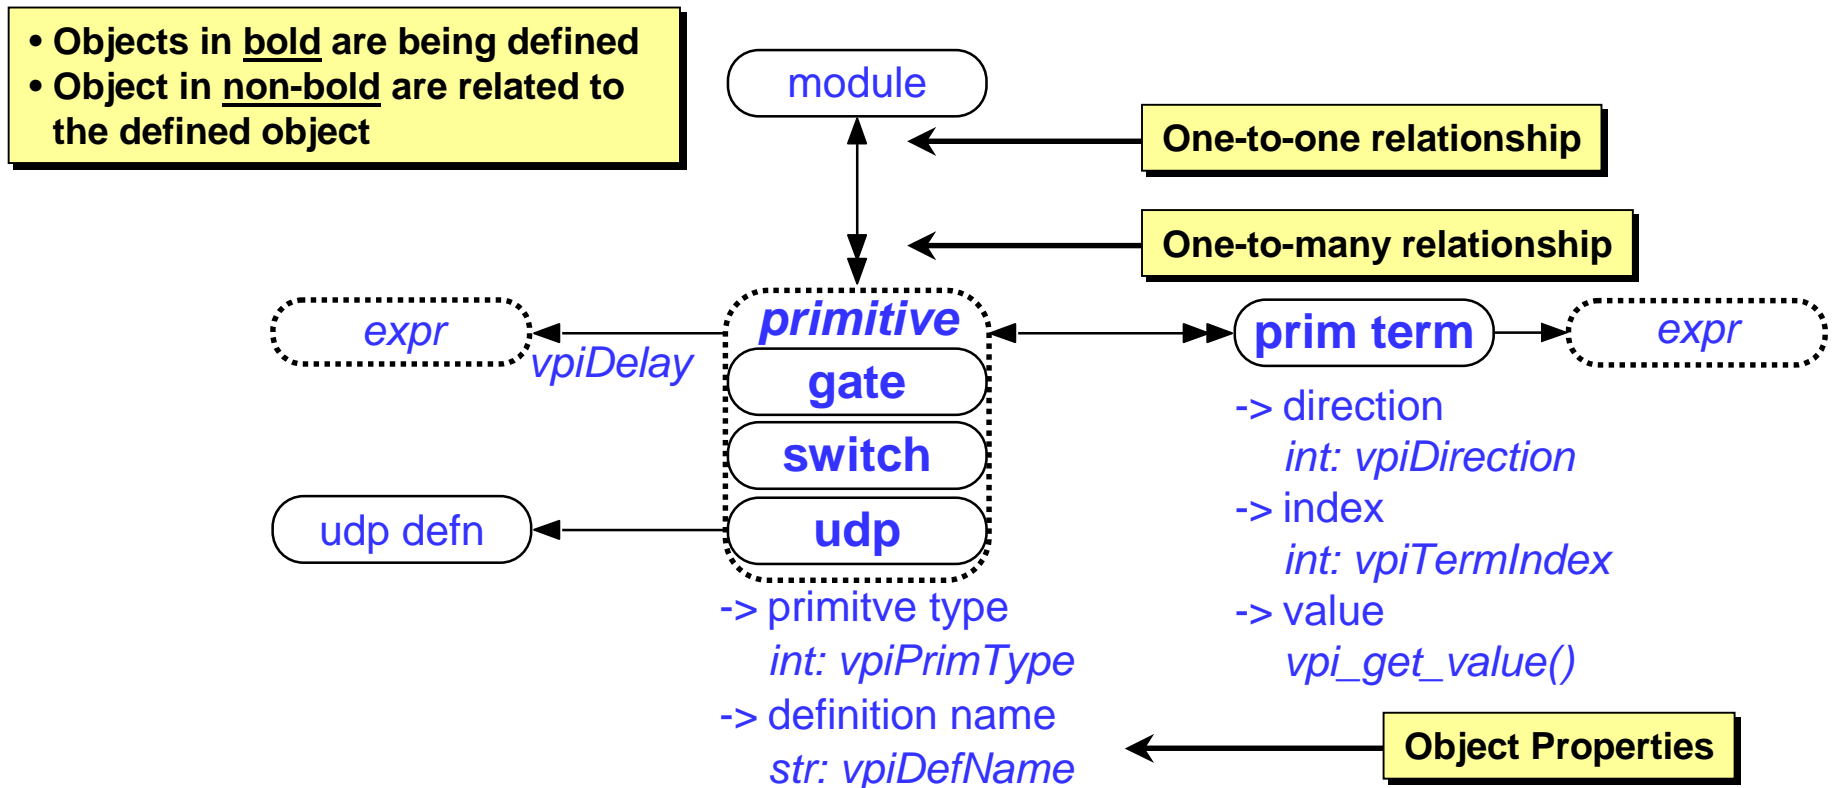 • Objects in bold are being defined
• Object in non-bold are related to
the defined object
module
One-to-one relationship
One-to-many relationship
expr
vpiDelay
primitive
gate
switch
udp
udp defn
-> primitve type
int: vpiPrimType
-> definition name
str: vpiDefName
prim term
expr
-> direction
int: vpiDirection
-> index
int: vpiTermIndex
-> value
vpi_get_value()
Object Properties